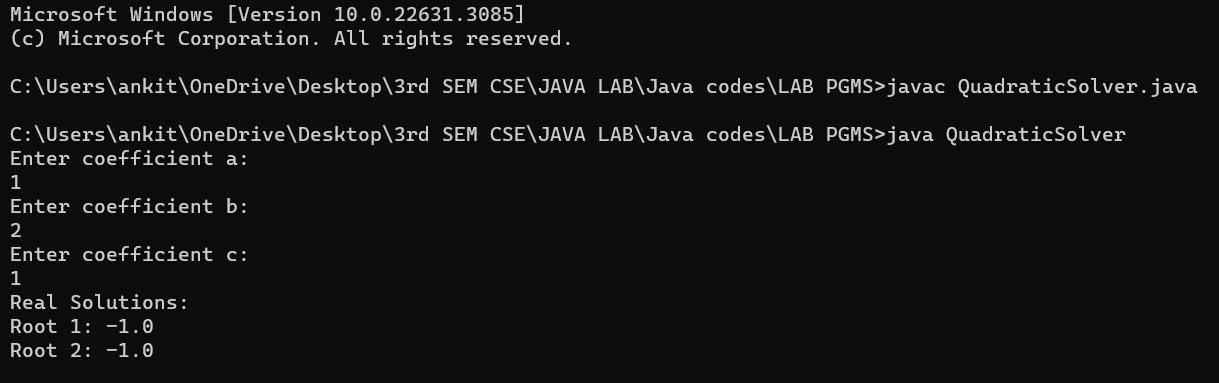 Microsoft Windows [Version 10.0.22631.3085]
(c) Microsoft Corporation. All rights reserved.
C:\Users\ankit\OneDrive\Desktop\3rd SEM CSE\JAVA LAB\Java codes\LAB PGMS>javac QuadraticSolver.java
C:\Users\ankit\OneDrive\Desktop\3rd SEM CSE\JAVA LAB\Java codes\LAB PGMS>java QuadraticSolver
Enter coefficient a:
1
Enter coefficient b:
2
Enter coefficient c:
1
Real Solutions:
Root 1: -1.0
Root 2: -1.0